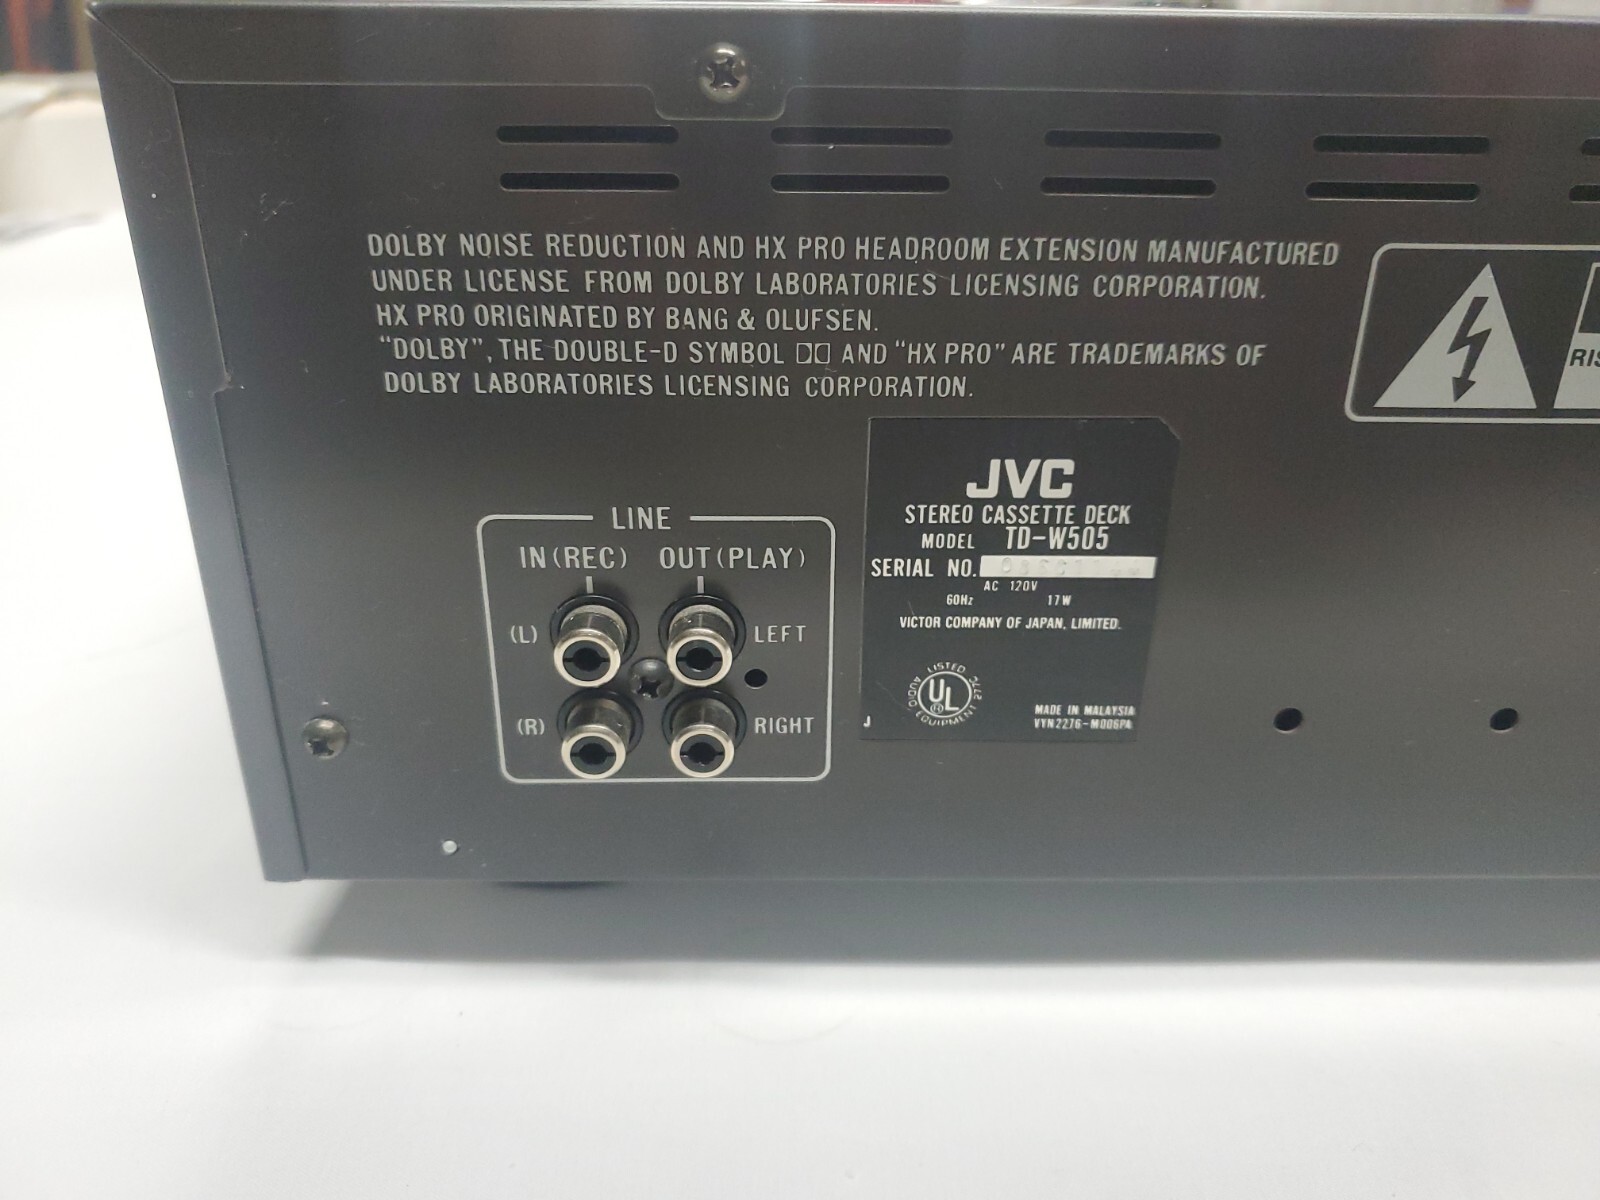 DOLBY NOISE REDUCTION AND HX PRO HEADROOM EXTENSION MANUFACTURED
UNDER LICENSE FROM DOLBY LABORATORIES LICENSING CORPORATION.
HX PRO ORIGINATED BY BANG & OLUFSEN.
"DOLBY", THE DOUBLE-D SYMBOL AND "HX PRO" ARE TRADEMARKS OF
DOLBY LABORATORIES LICENSING CORPORATION.
LINE
IN (REC) OUT (PLAY)
(L) LEFT
(R) RIGHT
JVC
STEREO CASSETTE DECK
MODEL TD-W505
SERIAL NO.
AC 120V
60Hz 17W
VICTOR COMPANY OF JAPAN, LIMITED.
LISTED 277C
UL
AUDIO EQUIPMENT
J
MADE IN MALAYSIA
VYN2276-M006PA